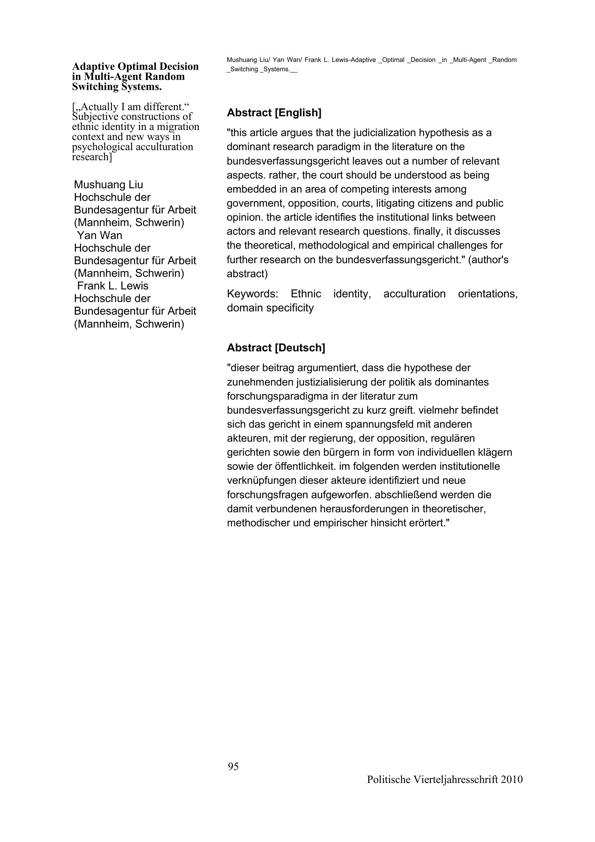 Adaptive Optimal Decision
in Multi-Agent Random
Switching Systems.
[„Actually I am different.“
Subjective constructions of
ethnic identity in a migration
context and new ways in
psychological acculturation
research]
Mushuang Liu
Hochschule der
Bundesagentur für Arbeit
(Mannheim, Schwerin)
Yan Wan
Hochschule der
Bundesagentur für Arbeit
(Mannheim, Schwerin)
Frank L. Lewis
Hochschule der
Bundesagentur für Arbeit
(Mannheim, Schwerin)
Mushuang Liu/ Yan Wan/ Frank L. Lewis-Adaptive _Optimal _Decision _in _Multi-Agent _Random
_Switching _Systems.__
Abstract [English]
"this article argues that the judicialization hypothesis as a
dominant research paradigm in the literature on the
bundesverfassungsgericht leaves out a number of relevant
aspects. rather, the court should be understood as being
embedded in an area of competing interests among
government, opposition, courts, litigating citizens and public
opinion. the article identifies the institutional links between
actors and relevant research questions. finally, it discusses
the theoretical, methodological and empirical challenges for
further research on the bundesverfassungsgericht." (author's
abstract)
Keywords: Ethnic identity, acculturation orientations,
domain specificity
Abstract [Deutsch]
"dieser beitrag argumentiert, dass die hypothese der
zunehmenden justizialisierung der politik als dominantes
forschungsparadigma in der literatur zum
bundesverfassungsgericht zu kurz greift. vielmehr befindet
sich das gericht in einem spannungsfeld mit anderen
akteuren, mit der regierung, der opposition, regulären
gerichten sowie den bürgern in form von individuellen klägern
sowie der öffentlichkeit. im folgenden werden institutionelle
verknüpfungen dieser akteure identifiziert und neue
forschungsfragen aufgeworfen. abschließend werden die
damit verbundenen herausforderungen in theoretischer,
methodischer und empirischer hinsicht erörtert."
95
Politische Vierteljahresschrift 2010